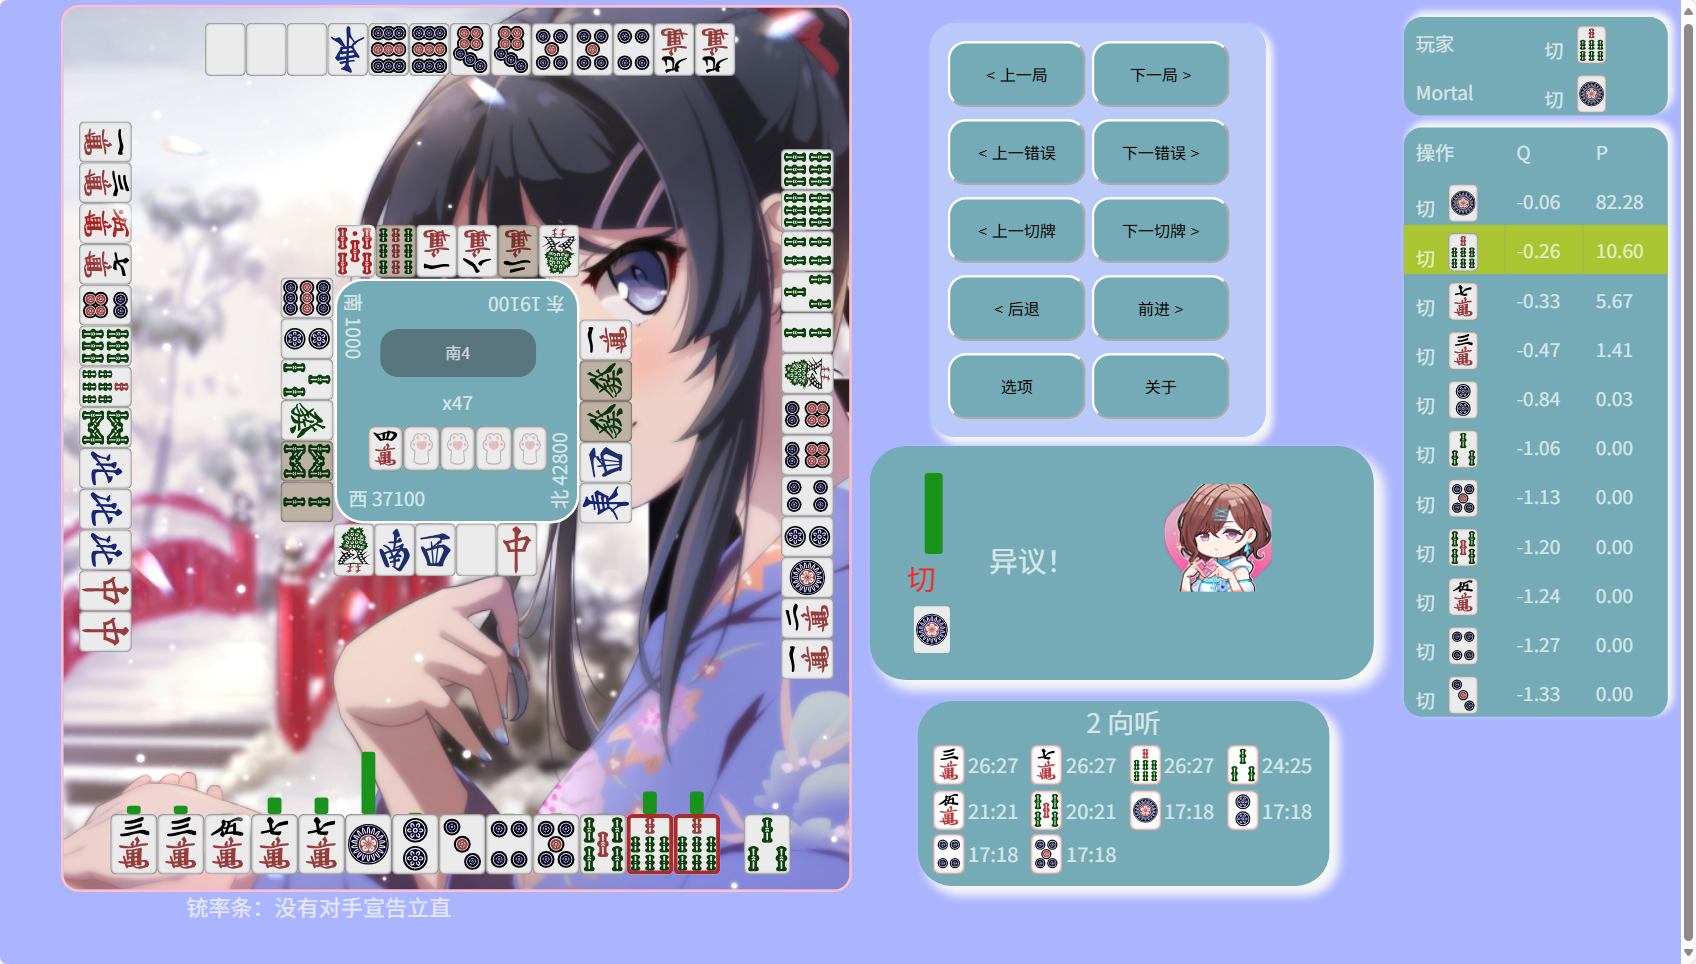 < 上一局
下一局 >
< 上一错误
下一错误 >
< 上一切牌
下一切牌 >
< 后退
前进 >
选项
关于
玩家 切
Mortal 切
操作 Q P
切 -0.06 82.28
切 -0.26 10.60
切 -0.33 5.67
切 -0.47 1.41
切 -0.84 0.03
切 -1.06 0.00
切 -1.13 0.00
切 -1.20 0.00
切 -1.24 0.00
切 -1.27 0.00
切 -1.33 0.00
东 19100
南 1000
南4
x47
北 42800
西 37100
异议！
切
2 向听
26:27 26:27 26:27 24:25
21:21 20:21 17:18 17:18
17:18 17:18
铳率条：没有对手宣告立直